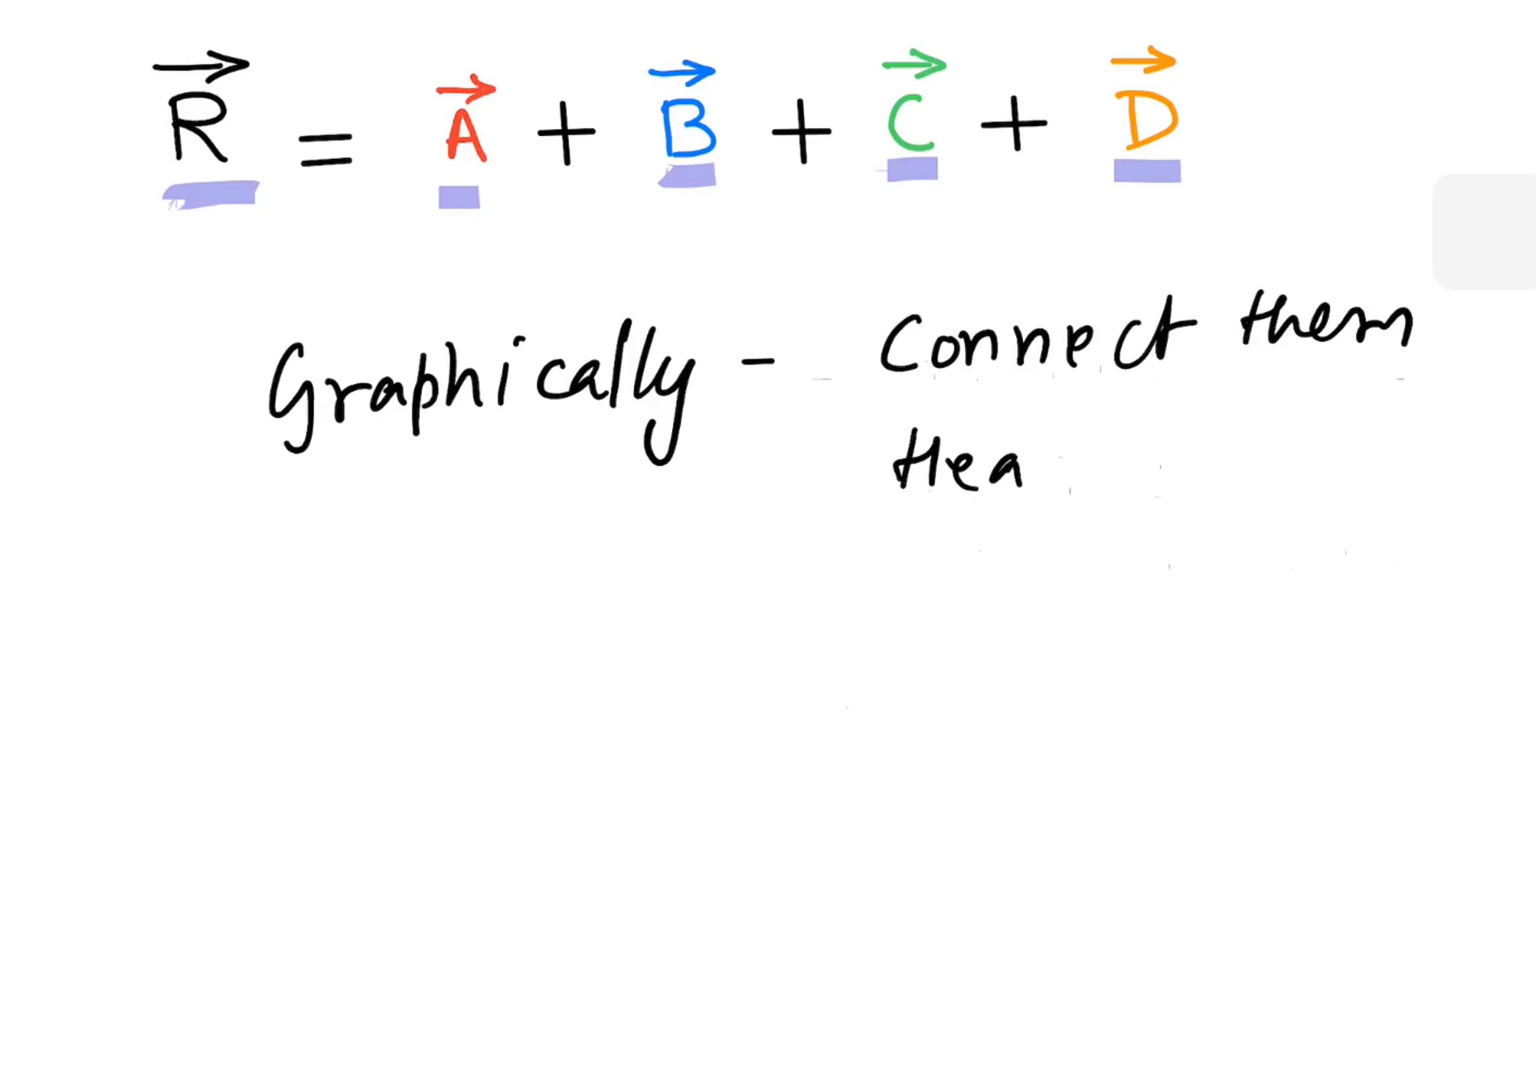 R⃗ = A⃗ + B⃗ + C⃗ + D⃗
Graphically - Connect them
Hea